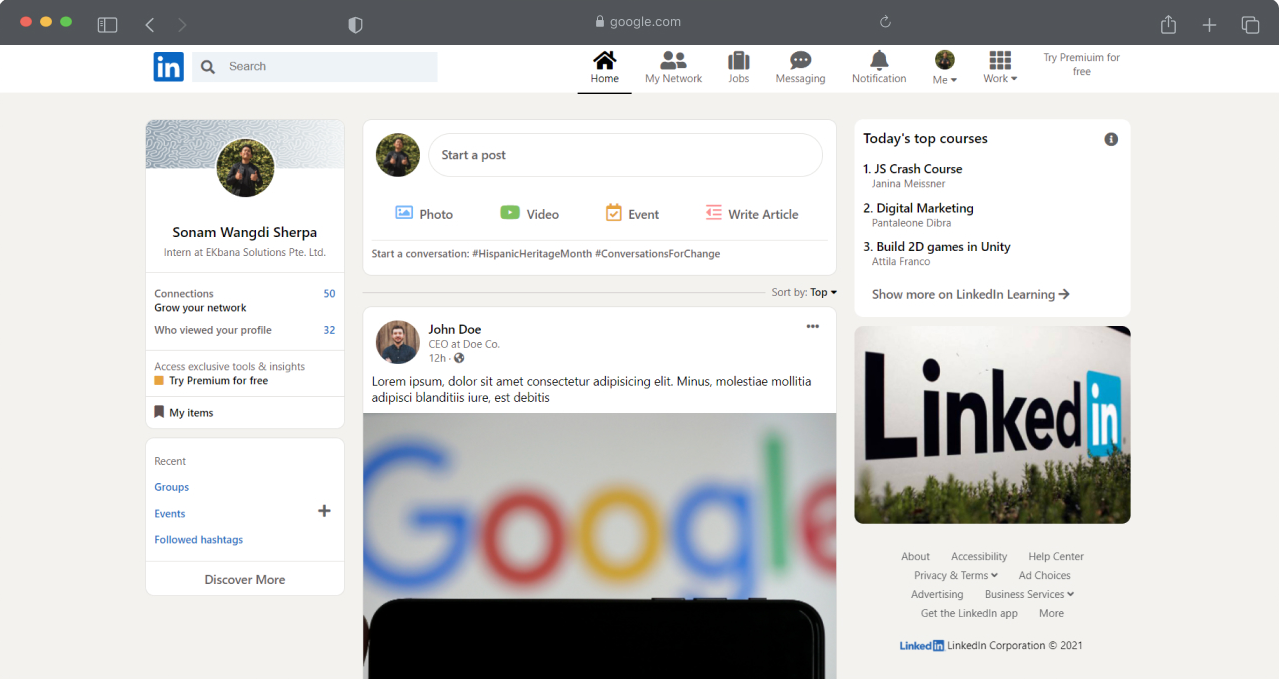 google.com
in
Search
Home
My Network
Jobs
Messaging
Notification
Me
Work
Try Premium for
free
Sonam Wangdi Sherpa
Intern at EKbana Solutions Pte. Ltd.
Connections 50
Grow your network
Who viewed your profile 32
Access exclusive tools & insights
Try Premium for free
My items
Recent
Groups
Events
Followed hashtags
Discover More
Start a post
Photo
Video
Event
Write Article
Start a conversation: #HispanicHeritageMonth #ConversationsForChange
Sort by: Top
John Doe
CEO at Doe Co.
12h ·
Lorem ipsum, dolor sit amet consectetur adipisicing elit. Minus, molestiae mollitia
adipisci blanditiis iure, est debitis
Google
Today's top courses
1. JS Crash Course
Janina Meissner
2. Digital Marketing
Pantaleone Dibra
3. Build 2D games in Unity
Attila Franco
Show more on LinkedIn Learning
Linkedin
About Accessibility Help Center
Privacy & Terms Ad Choices
Advertising Business Services
Get the LinkedIn app More
Linkedin LinkedIn Corporation © 2021